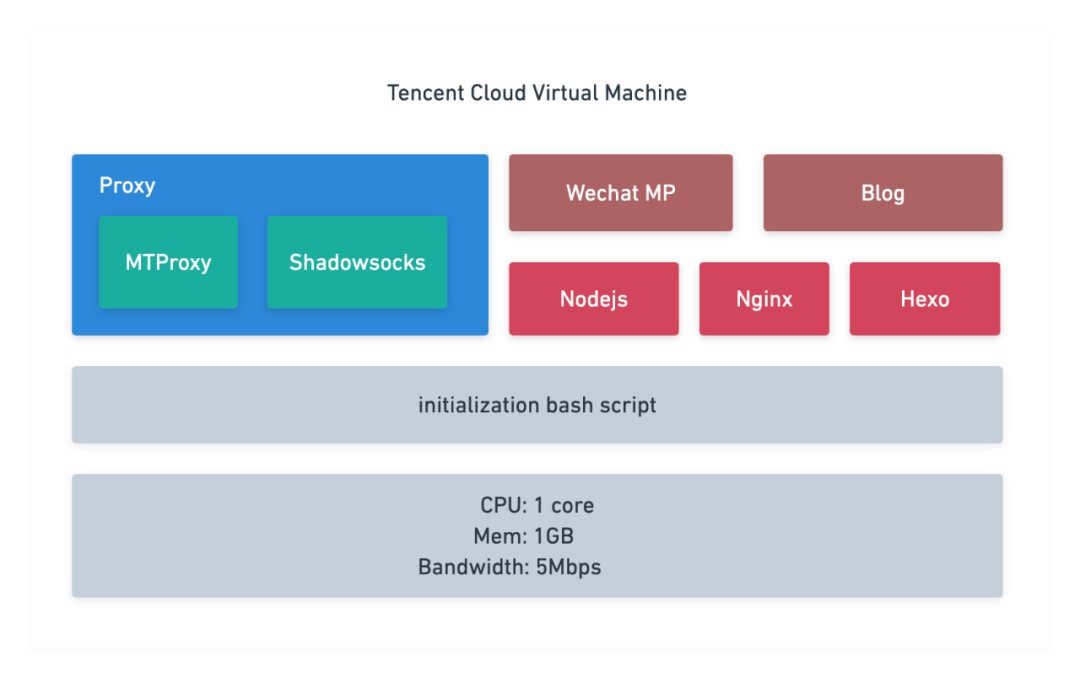 Tencent Cloud Virtual Machine
Proxy
MTProxy
Shadowsocks
Wechat MP
Blog
Nodejs
Nginx
Hexo
initialization bash script
CPU: 1 core
Mem: 1GB
Bandwidth: 5Mbps